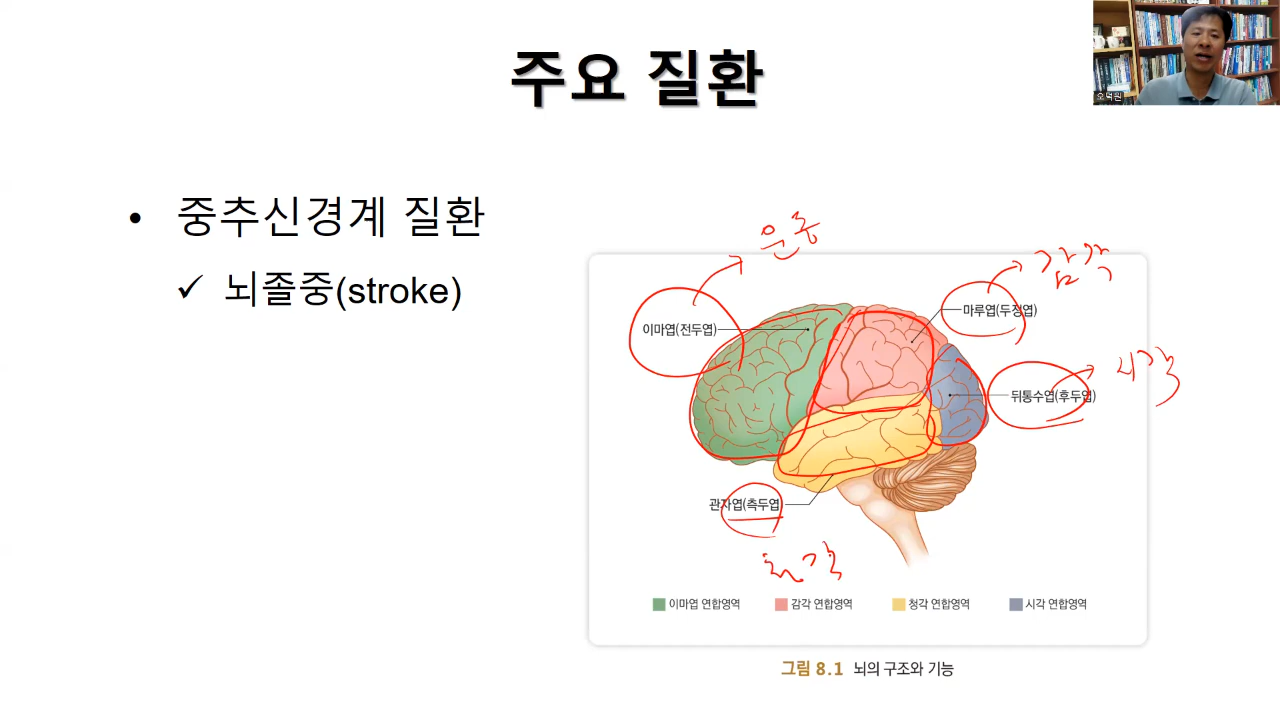 주요 질환
오덕원
• 중추신경계 질환
✓ 뇌졸중(stroke)
운동
감각
마루엽(두정엽)
이마엽(전두엽)
시각
뒤통수엽(후두엽)
관자엽(측두엽)
청각
이마엽 연합영역
감각 연합영역
청각 연합영역
시각 연합영역
그림 8.1 뇌의 구조와 기능